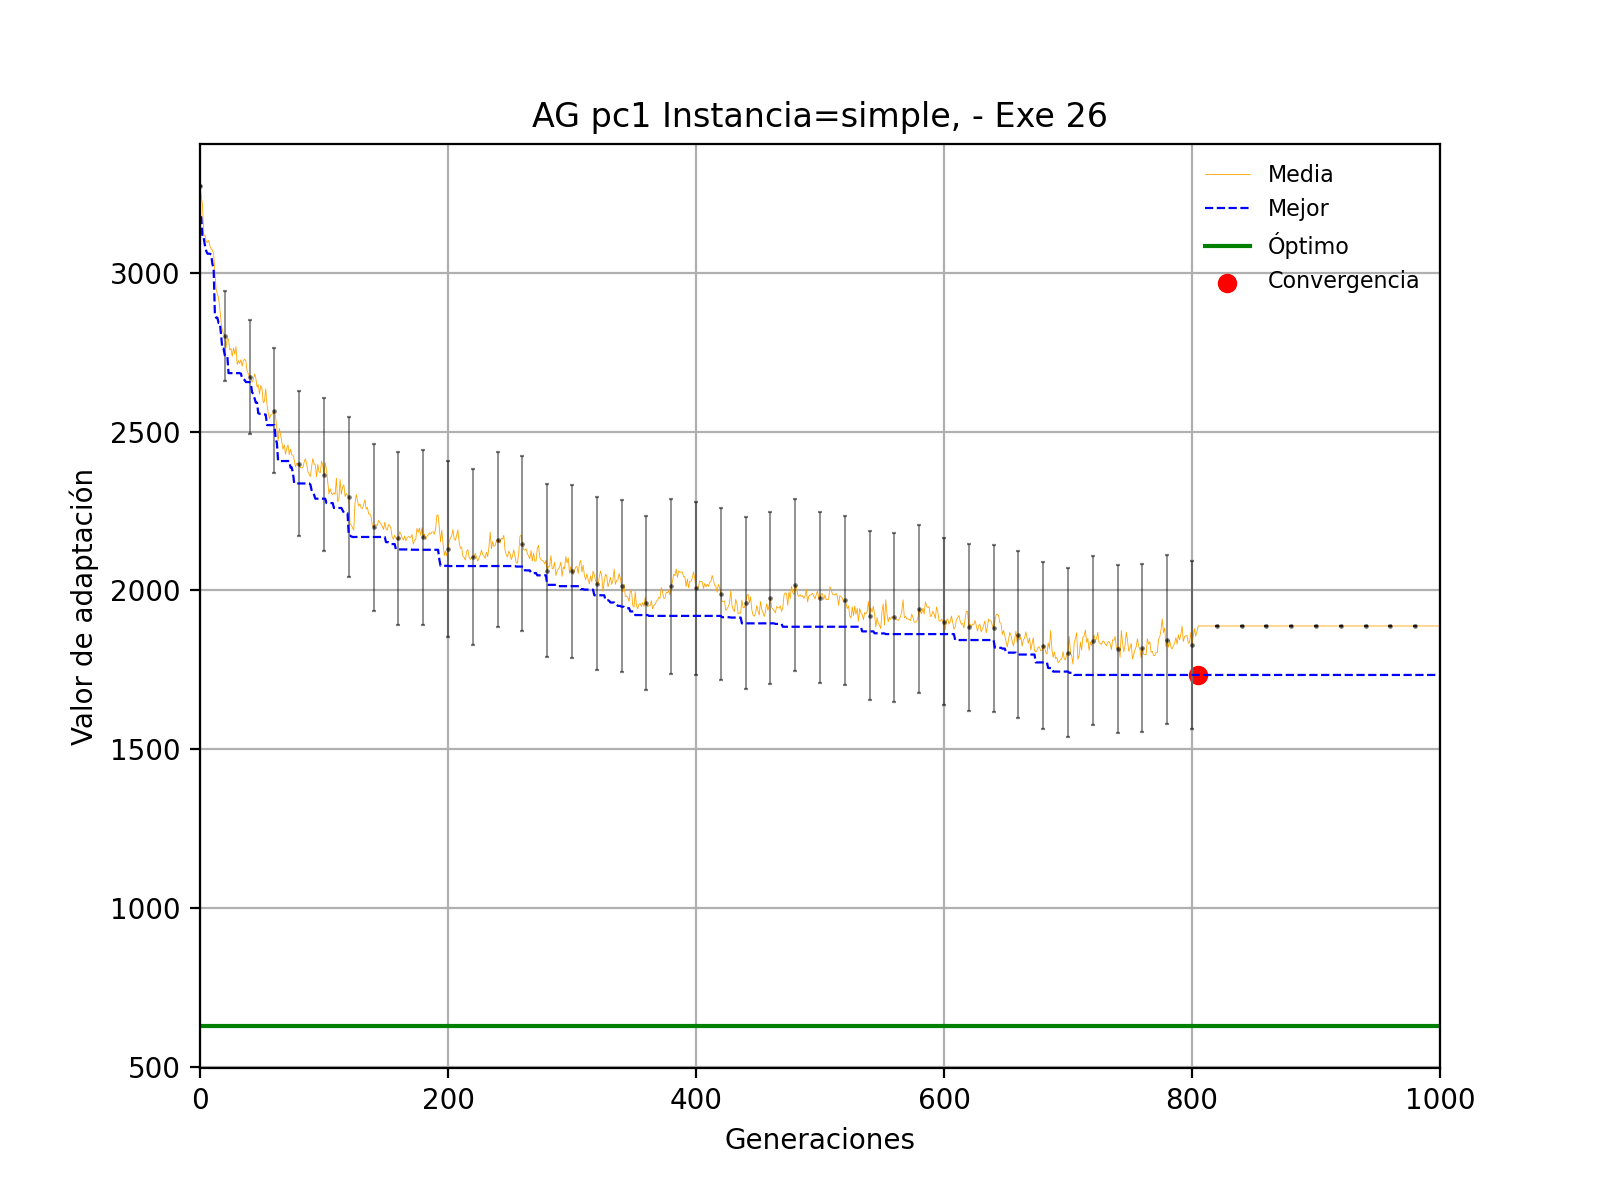 AG pc1 Instancia=simple, - Exe 26
Media
Mejor
Óptimo
Convergencia
Valor de adaptación
3000
2500
2000
1500
1000
500
0 200 400 600 800 1000
Generaciones